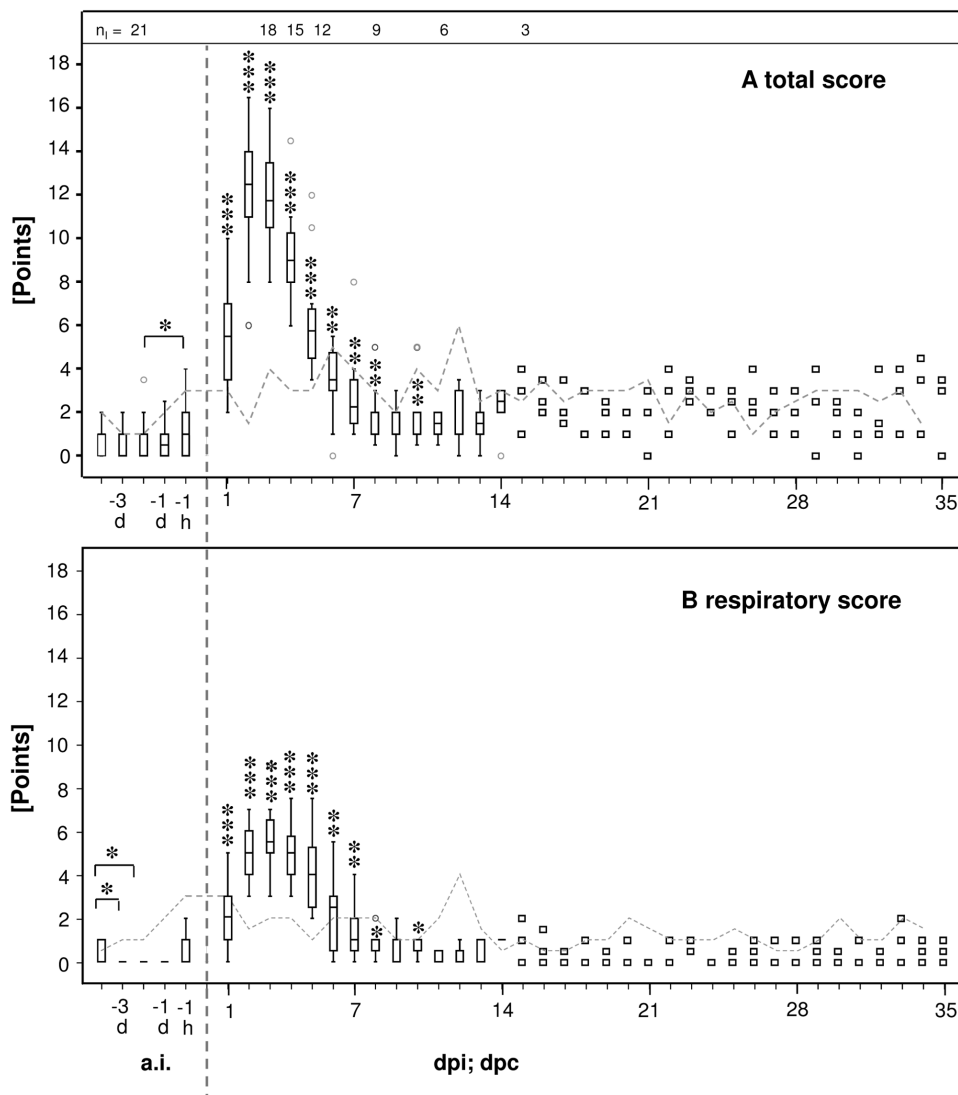 nI = 21 18 15 12 9 6 3
A total score
[Points]
18
16
14
12
10
8
6
4
2
0
*** *** *** *** *** ** ** ** **
*
-3 -1 -1 1 7 14 21 28 35
d d h
B respiratory score
[Points]
18
16
14
12
10
8
6
4
2
0
*** *** *** *** *** ** ** * *
*
*
-3 -1 -1 1 7 14 21 28 35
d d h
a.i. dpi; dpc